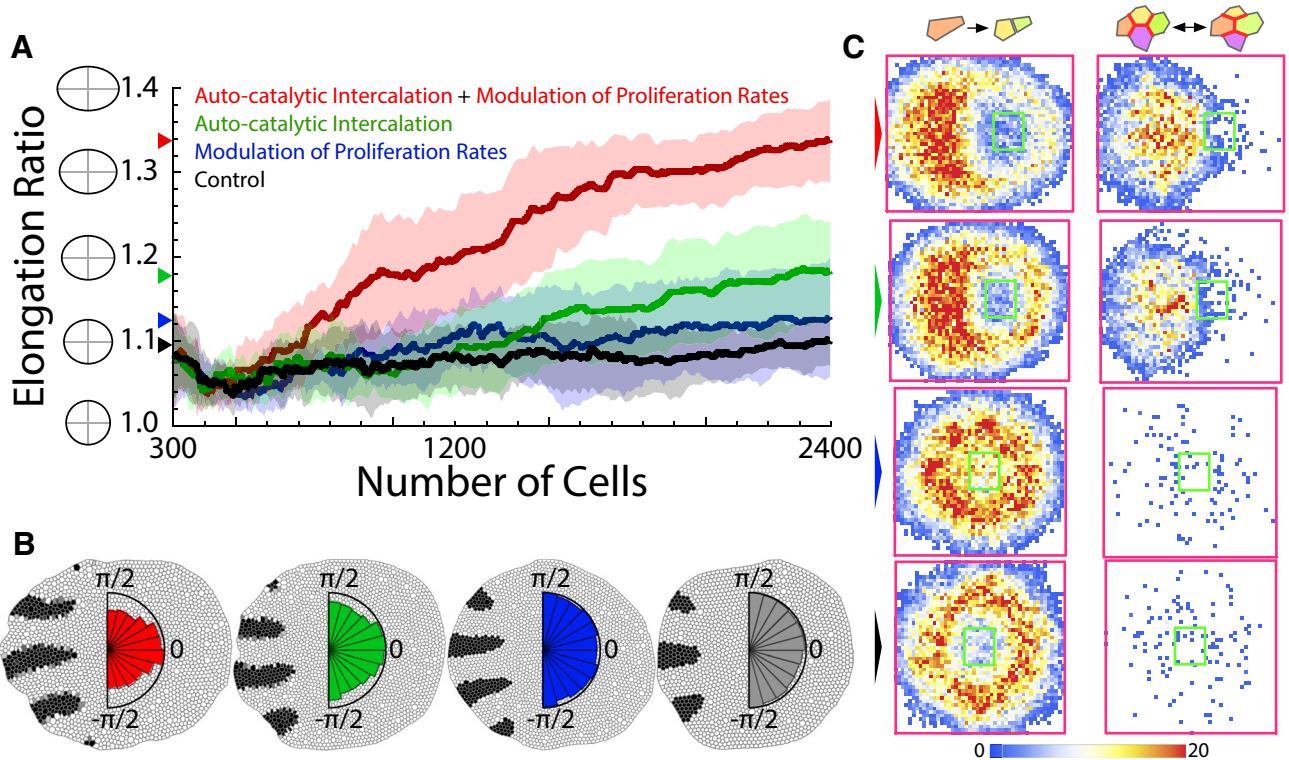 A
Elongation Ratio
1.4
1.3
1.2
1.1
1.0
Auto-catalytic Intercalation + Modulation of Proliferation Rates
Auto-catalytic Intercalation
Modulation of Proliferation Rates
Control
300
1200
2400
Number of Cells
B
π/2
0
-π/2
π/2
0
-π/2
π/2
0
-π/2
π/2
0
-π/2
C
0
20